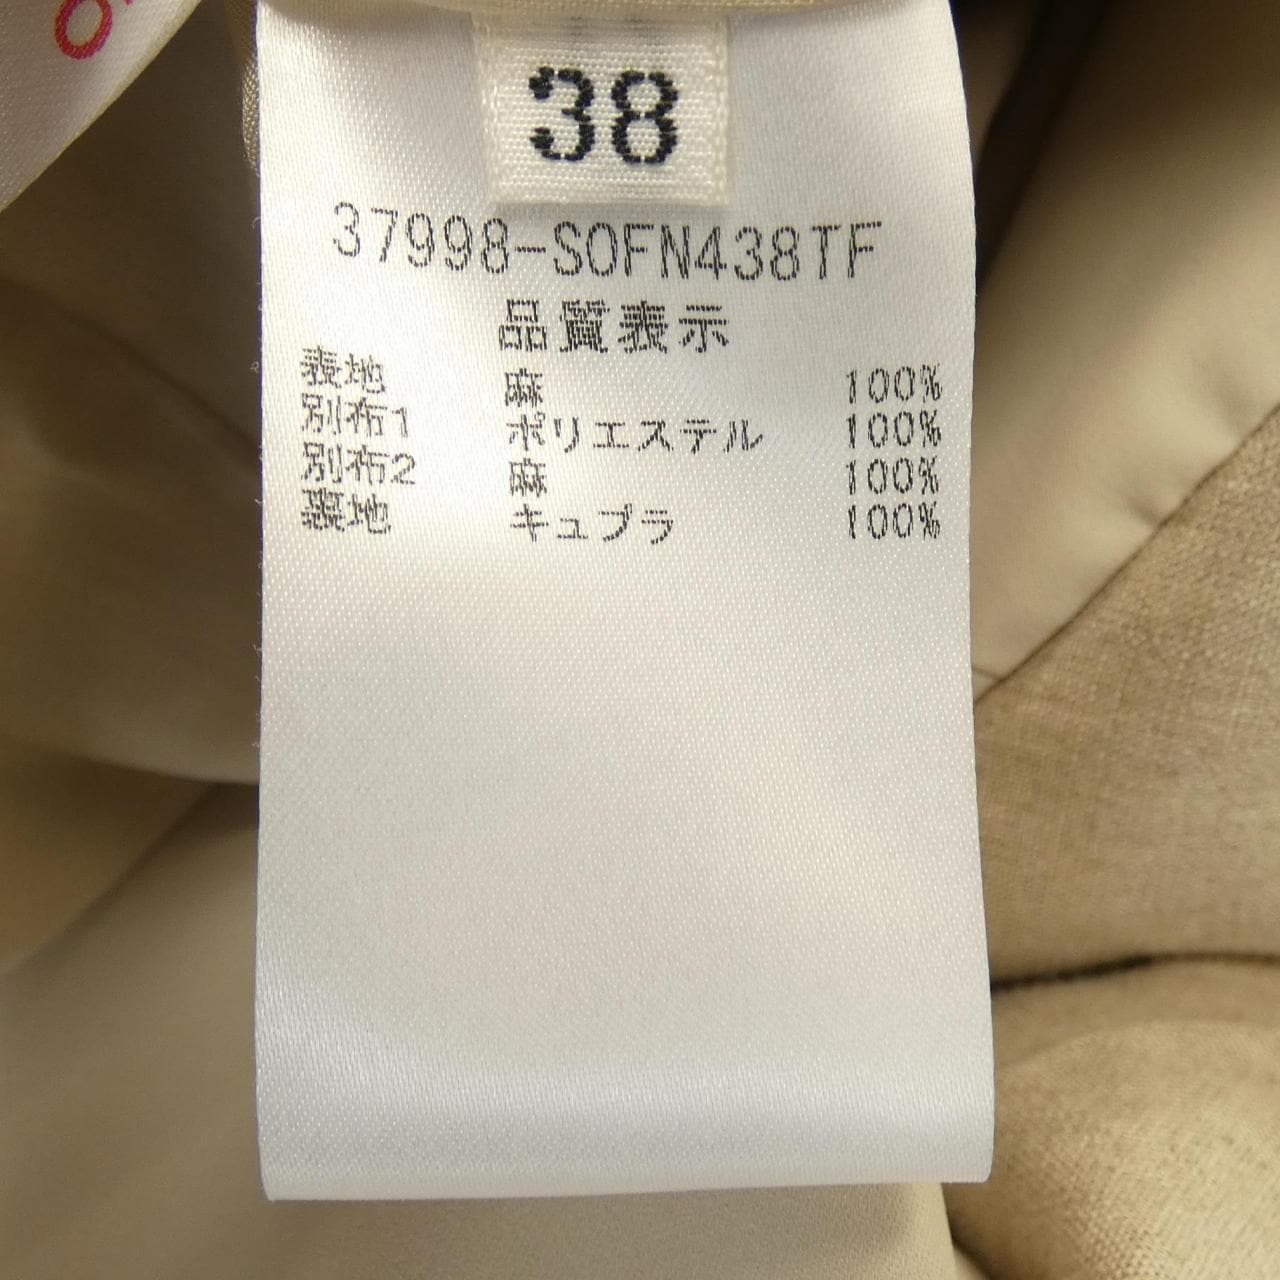 38
37998-SOFN438TF
品質表示
表地 麻 100%
別布1 ポリエステル 100%
別布2 麻 100%
裏地 キュプラ 100%